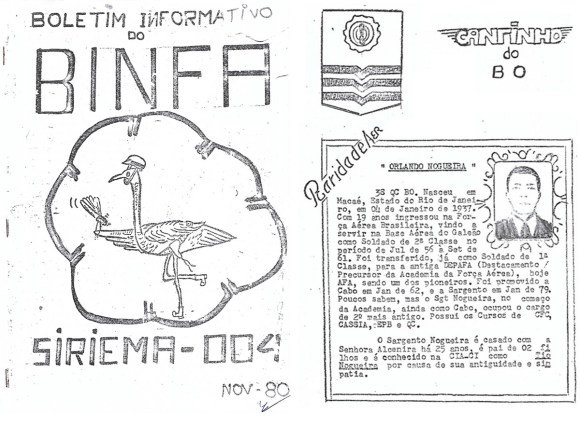 BOLETIM INFORMATIVO
DO
BINFA
SIRIEMA-004
NOV-80
CANTINHO
do
BO
Raridade
" ORLANDO NOGUEIRA "
3S QC BO. Nasceu em
Macaé, Estado do Rio de Janei
ro, em 04 de Janeiro de 1937.
Com 19 anos ingressou na For-
ça Aérea Brasileira, vindo a
servir na Base Aérea do Galeão
como Soldado de 2ª Classe no
período de Jul de 56 à Set de
61. Foi transferido, já como Soldado de 1ª
Classe, para a antiga DEPAFA (Destacamento /
Precursor da Academia da Força Aérea), hoje
AFA, sendo um dos pioneiros. Foi promovido a
Cabo em Jan de 62, e a Sargento em Jan de 79.
Poucos sabem, mas o Sgt Nogueira, no começo
da Academia, ainda como Cabo, ocupou o cargo
de 2º mais antigo. Possui os Cursos de CFC,
CASSIA, EPB e QC.
O Sargento Nogueira é casado com a
Senhora Alcenira há 25 anos, é pai de 02 fi
lhos e é conhecido na CIA-CI como Tio
Nogueira por causa de sua antiguidade e sim
patia.